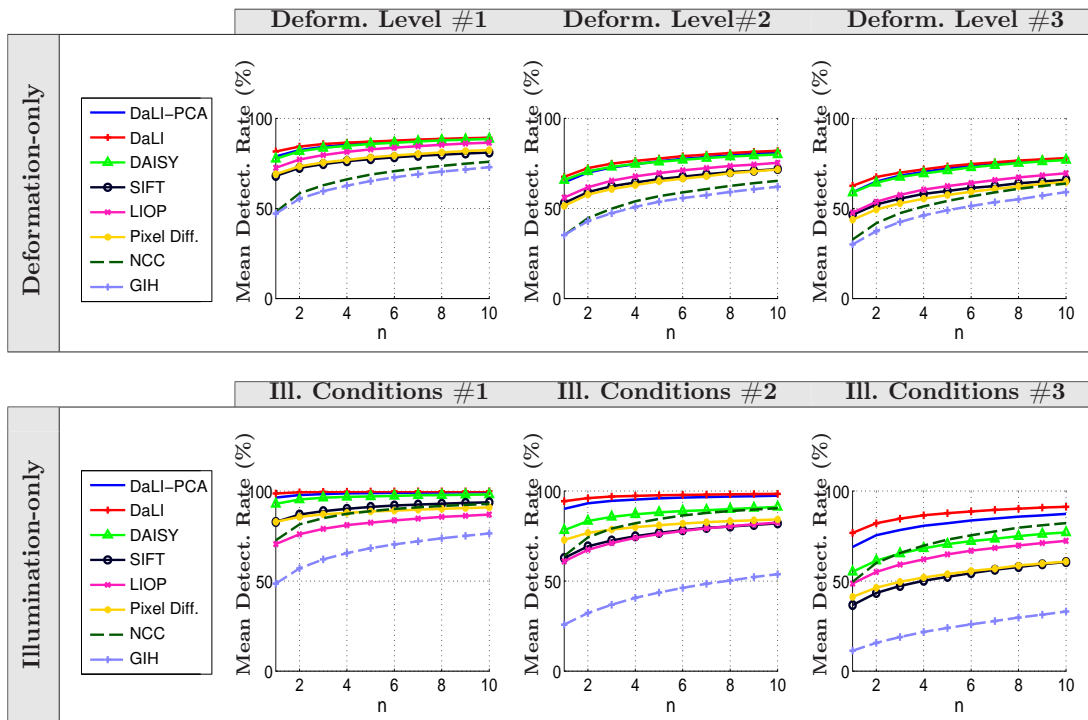 Deform. Level #1
Deform. Level#2
Deform. Level #3
Deformation-only
DaLI-PCA
DaLI
DAISY
SIFT
LIOP
Pixel Diff.
NCC
GIH
Mean Detect. Rate (%)
100
50
0
2 4 6 8 10
n
Mean Detect. Rate (%)
100
50
0
2 4 6 8 10
n
Mean Detect. Rate (%)
100
50
0
2 4 6 8 10
n
Ill. Conditions #1
Ill. Conditions #2
Ill. Conditions #3
Illumination-only
DaLI-PCA
DaLI
DAISY
SIFT
LIOP
Pixel Diff.
NCC
GIH
Mean Detect. Rate (%)
100
50
0
2 4 6 8 10
n
Mean Detect. Rate (%)
100
50
0
2 4 6 8 10
n
Mean Detect. Rate (%)
100
50
0
2 4 6 8 10
n